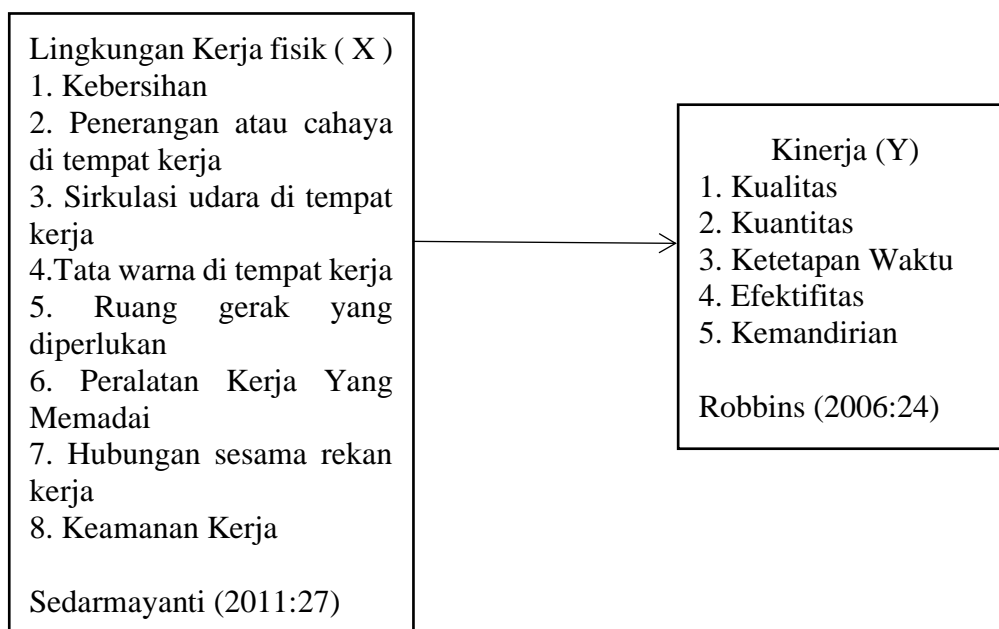 Lingkungan Kerja fisik ( X )
1. Kebersihan
2. Penerangan atau cahaya
di tempat kerja
3. Sirkulasi udara di tempat
kerja
4.Tata warna di tempat kerja
5. Ruang gerak yang
diperlukan
6. Peralatan Kerja Yang
Memadai
7. Hubungan sesama rekan
kerja
8. Keamanan Kerja
Sedarmayanti (2011:27)
Kinerja (Y)
1. Kualitas
2. Kuantitas
3. Ketetapan Waktu
4. Efektifitas
5. Kemandirian
Robbins (2006:24)